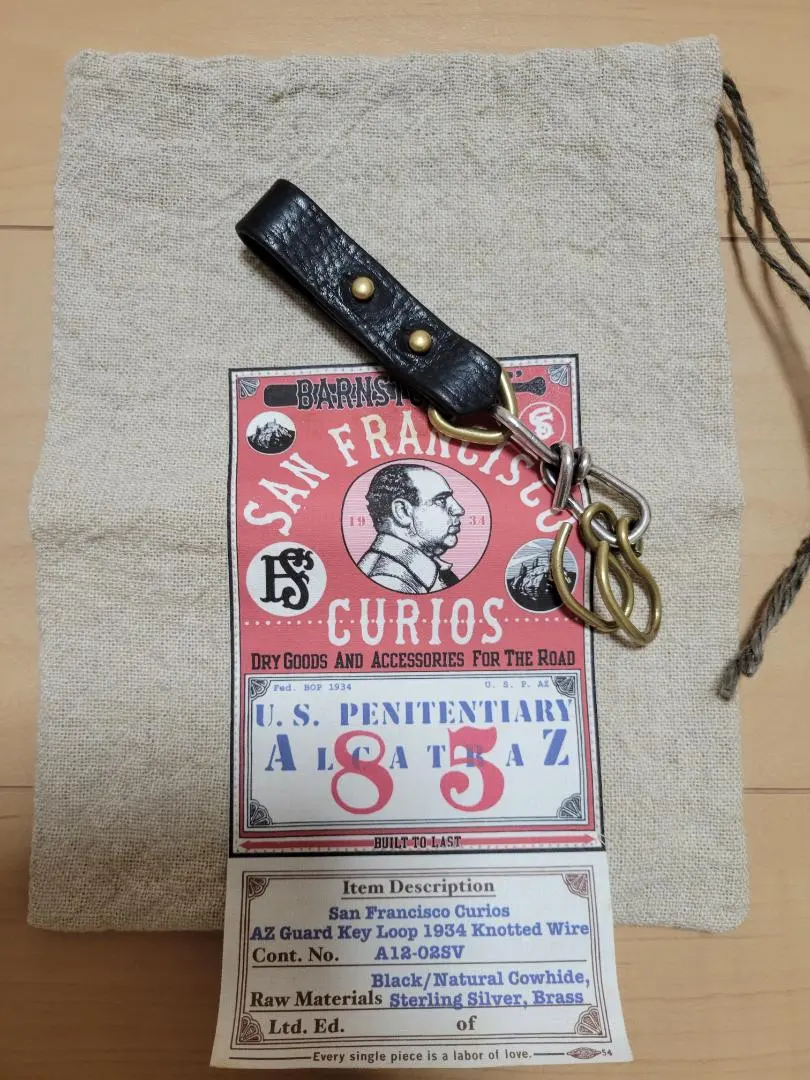 SAN FRANCISCO
19 34
BS
CURIOS
DRY GOODS AND ACCESSORIES FOR THE ROAD
Fed. BOP 1934 U. S. P. AZ
U. S. PENITENTIARY
ALCATRAZ
85
BUILT TO LAST
Item Description
San Francisco Curios
AZ Guard Key Loop 1934 Knotted Wire
Cont. No. A12-02SV
Black/Natural Cowhide,
Raw Materials Sterling Silver, Brass
Ltd. Ed. of
Every single piece is a labor of love. 54